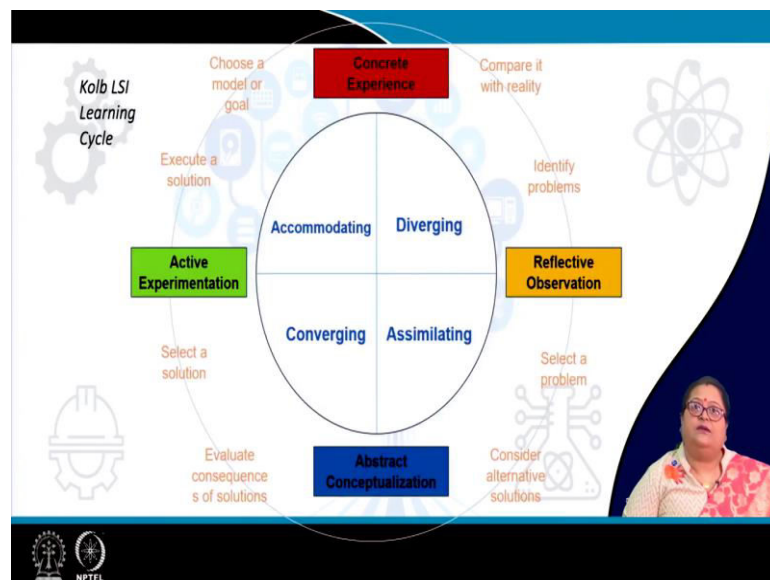 Kolb LSI
Learning
Cycle
Choose a
model or
goal
Concrete
Experience
Compare it
with reality
Execute a
solution
Identify
problems
Accommodating
Diverging
Active
Experimentation
Reflective
Observation
Converging
Assimilating
Select a
solution
Select a
problem
Evaluate
consequence
s of solutions
Abstract
Conceptualization
Consider
alternative
solutions
NPTEL